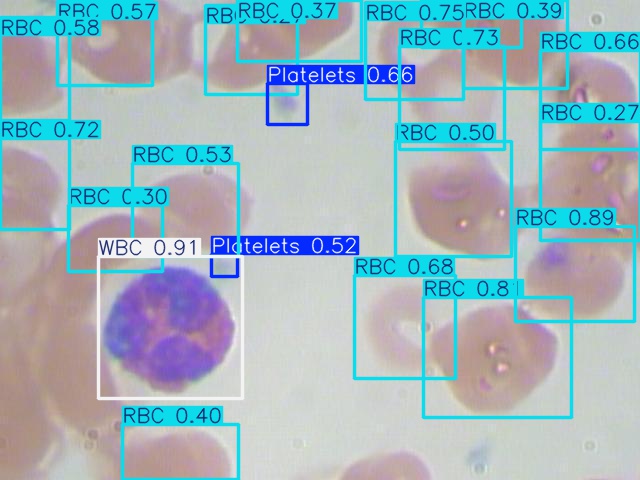 RBC 0.57
RBC 0.37
RBC 0.75
RBC 0.39
RBC 0.58
RBC 0.73
RBC 0.66
Platelets 0.66
RBC 0.27
RBC 0.72
RBC 0.50
RBC 0.53
RBC 0.30
RBC 0.89
WBC 0.91
Platelets 0.52
RBC 0.68
RBC 0.81
RBC 0.40